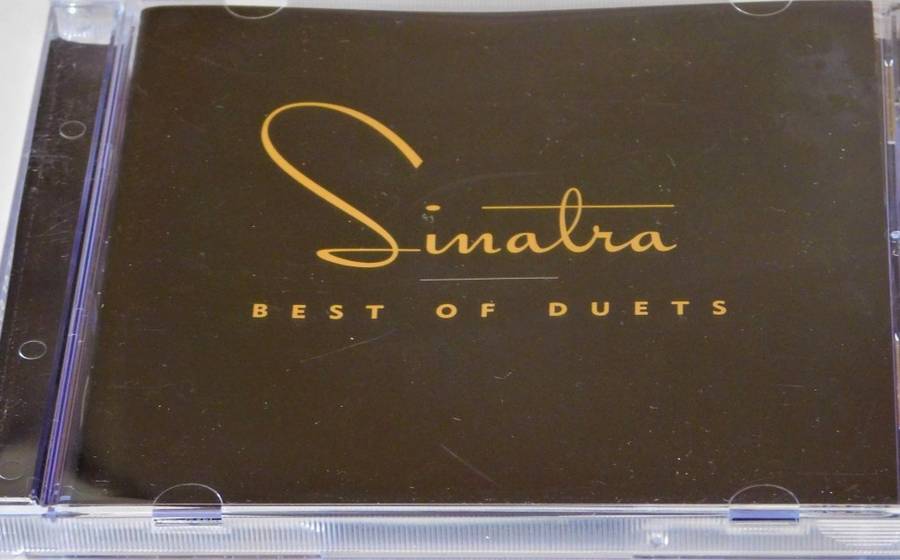 Sinatra
BEST OF DUETS